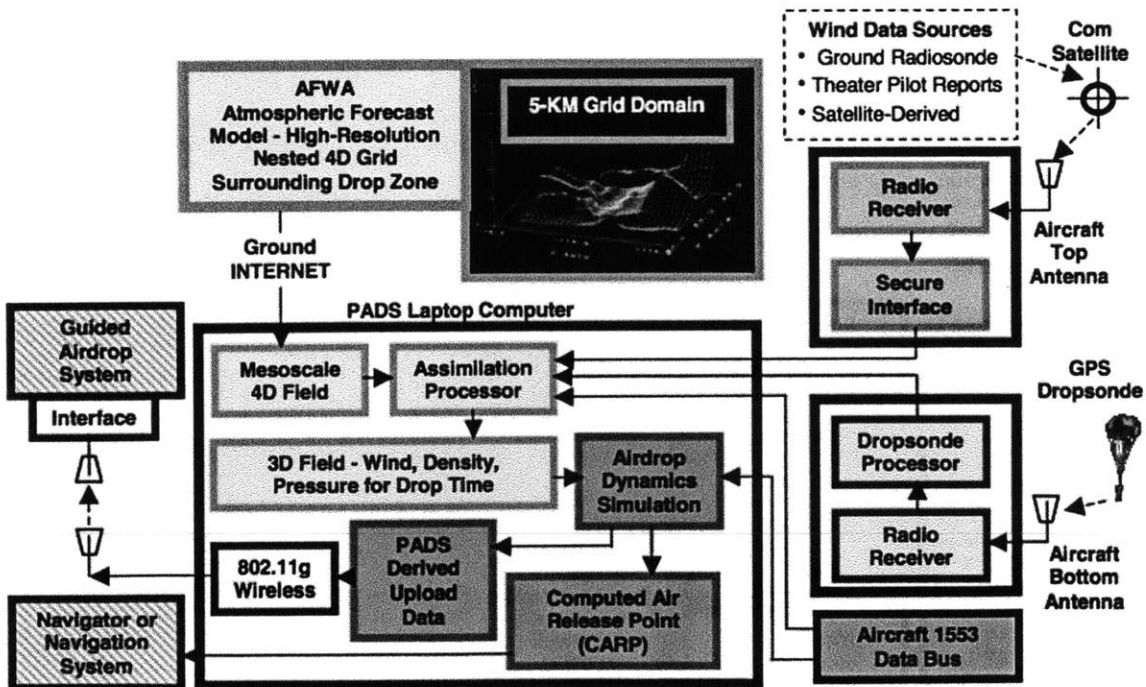 AFWA
Atmospheric Forecast
Model - High-Resolution
Nested 4D Grid
Surrounding Drop Zone
5-KM Grid Domain
Wind Data Sources
• Ground Radiosonde
• Theater Pilot Reports
• Satellite-Derived
Com
Satellite
Radio
Receiver
Secure
Interface
Aircraft
Top
Antenna
Ground
INTERNET
PADS Laptop Computer
Guided
Airdrop
System
Interface
Mesoscale
4D Field
Assimilation
Processor
GPS
Dropsonde
Dropsonde
Processor
Radio
Receiver
Aircraft
Bottom
Antenna
3D Field - Wind, Density,
Pressure for Drop Time
Airdrop
Dynamics
Simulation
802.11g
Wireless
PADS
Derived
Upload
Data
Computed Air
Release Point
(CARP)
Navigator or
Navigation
System
Aircraft 1553
Data Bus